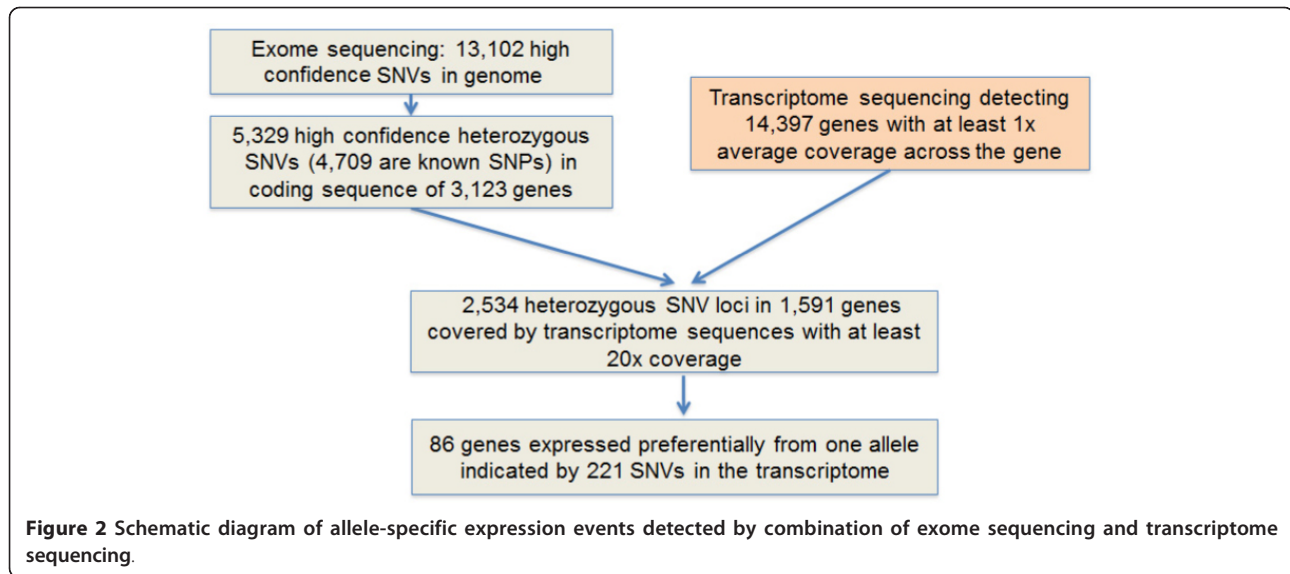 Exome sequencing: 13,102 high
confidence SNVs in genome
5,329 high confidence heterozygous
SNVs (4,709 are known SNPs) in
coding sequence of 3,123 genes
Transcriptome sequencing detecting
14,397 genes with at least 1x
average coverage across the gene
2,534 heterozygous SNV loci in 1,591 genes
covered by transcriptome sequences with at least
20x coverage
86 genes expressed preferentially from one allele
indicated by 221 SNVs in the transcriptome
Figure 2 Schematic diagram of allele-specific expression events detected by combination of exome sequencing and transcriptome
sequencing.